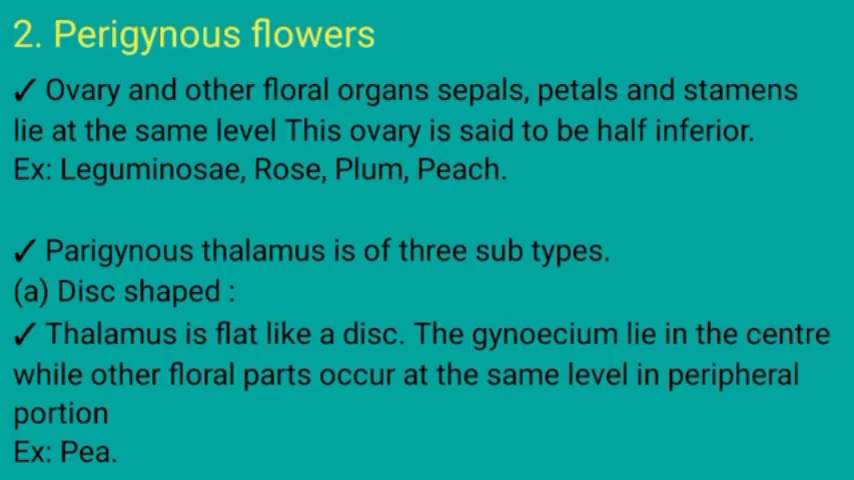 2. Perigynous flowers
✓ Ovary and other floral organs sepals, petals and stamens
lie at the same level This ovary is said to be half inferior.
Ex: Leguminosae, Rose, Plum, Peach.
✓ Parigynous thalamus is of three sub types.
(a) Disc shaped :
✓ Thalamus is flat like a disc. The gynoecium lie in the centre
while other floral parts occur at the same level in peripheral
portion
Ex: Pea.